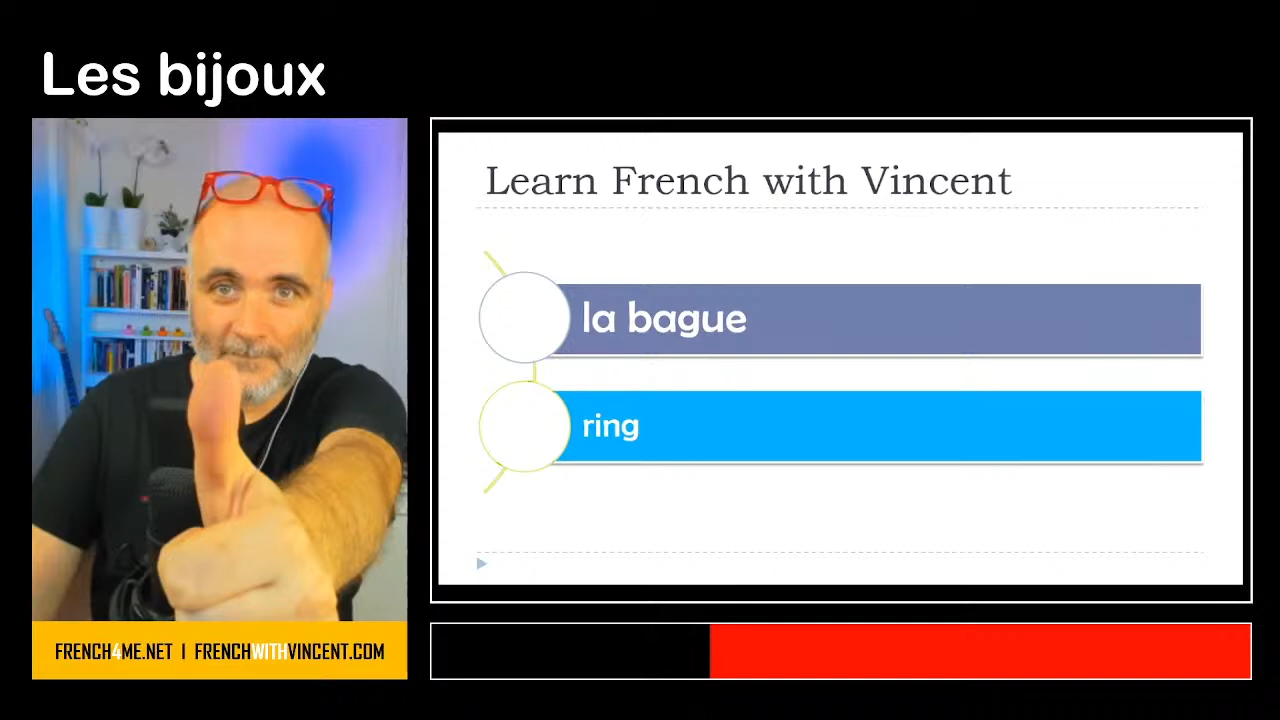 Les bijoux
Learn French with Vincent
la bague
ring
FRENCH4ME.NET | FRENCHWITHVINCENT.COM